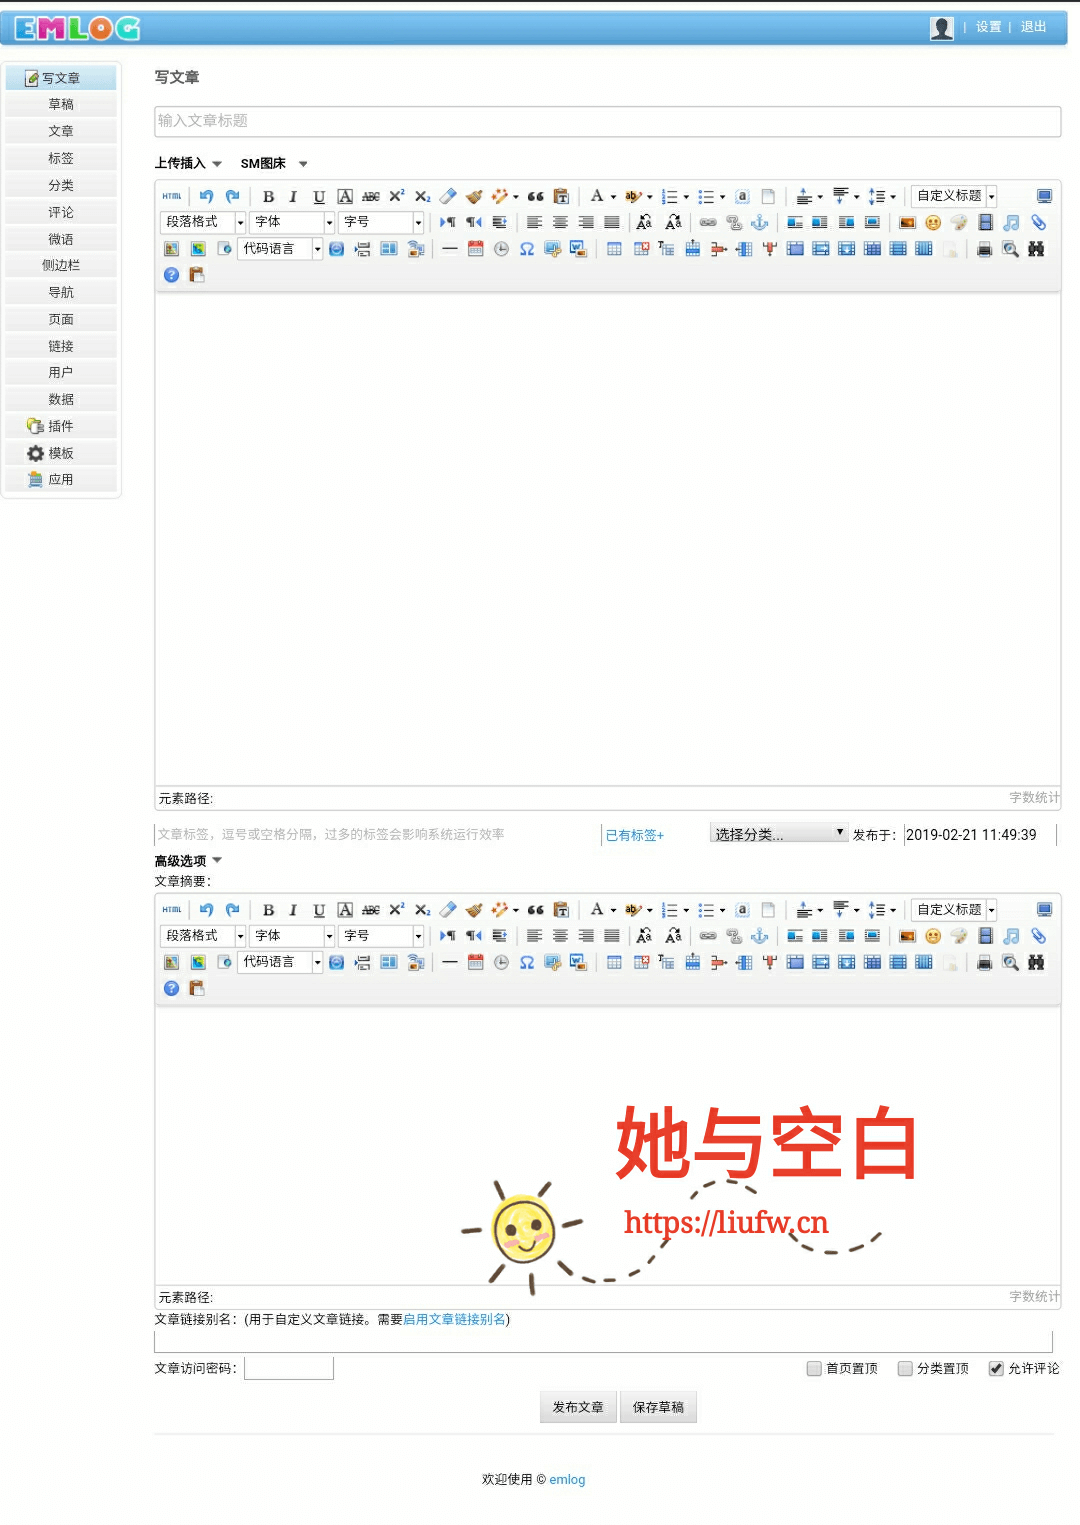 EMLOG
| 设置 | 退出
写文章
草稿
文章
标签
分类
评论
微语
侧边栏
导航
页面
链接
用户
数据
插件
模板
应用
写文章
输入文章标题
上传插入 SM图床
HTML B I U A ABC X² X₂ A ab a 自定义标题
段落格式 字体 字号
代码语言
元素路径: 字数统计
文章标签，逗号或空格分隔，过多的标签会影响系统运行效率 已有标签+ 选择分类... 发布于： 2019-02-21 11:49:39
高级选项
文章摘要：
HTML B I U A ABC X² X₂ A ab a 自定义标题
段落格式 字体 字号
代码语言
她与空白
https://liufw.cn
元素路径: 字数统计
文章链接别名：(用于自定义文章链接。需要启用文章链接别名)
文章访问密码： 首页置顶 分类置顶 允许评论
发布文章 保存草稿
欢迎使用 © emlog